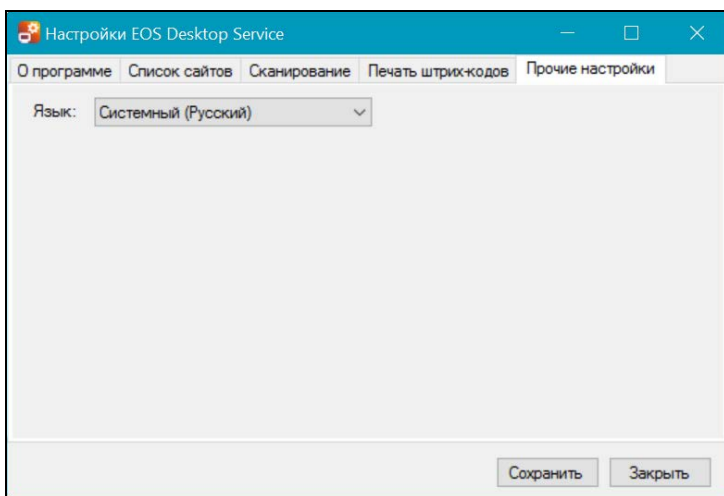 Настройки EOS Desktop Service
О программе Список сайтов Сканирование Печать штрих-кодов Прочие настройки
Язык: Системный (Русский)
Сохранить Закрыть